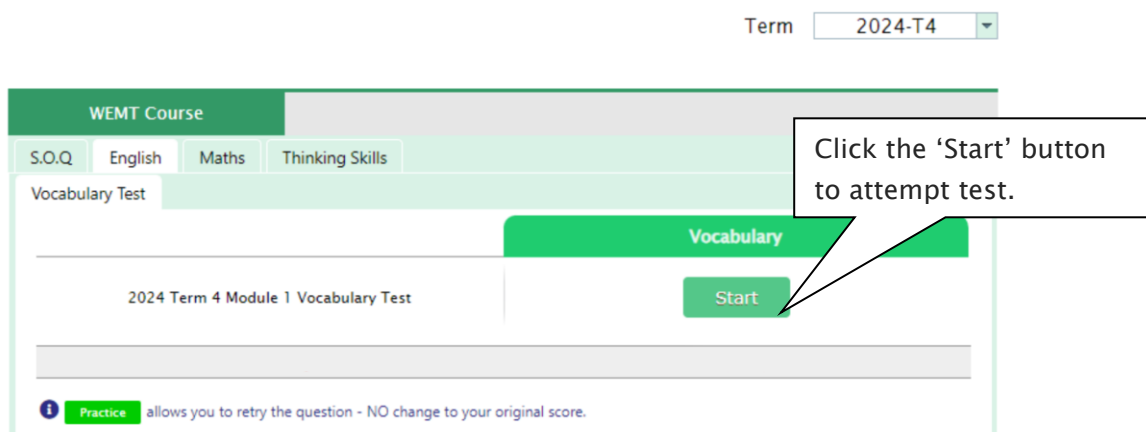 Term 2024-T4
WEMT Course
S.O.Q English Maths Thinking Skills
Click the ‘Start’ button
to attempt test.
Vocabulary Test
Vocabulary
2024 Term 4 Module 1 Vocabulary Test Start
Practice allows you to retry the question - NO change to your original score.